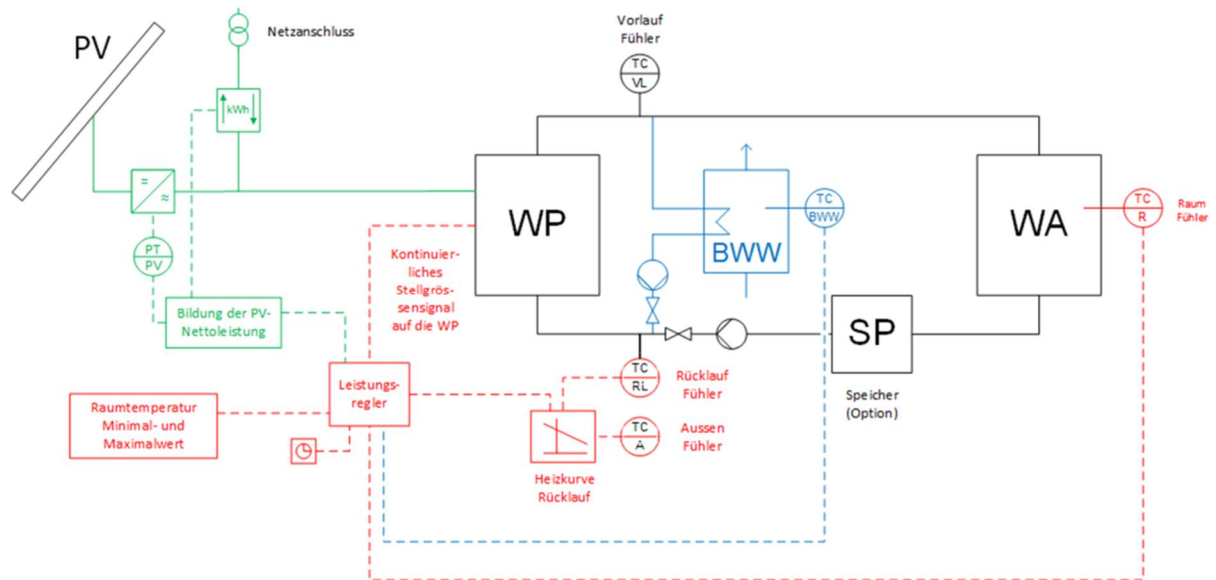 PV
Netzanschluss
kWh
=
≈
PT
PV
Bildung der PV-
Nettoleistung
Raumtemperatur
Minimal- und
Maximalwert
Leistungs-
regler
Kontinuier-
liches
Stellgrös-
sensignal
auf die WP
Vorlauf
Fühler
TC
VL
WP
BWW
TC
BWW
WA
TC
R
Raum
Fühler
SP
Speicher
(Option)
TC
RL
Rücklauf
Fühler
TC
A
Aussen
Fühler
Heizkurve
Rücklauf